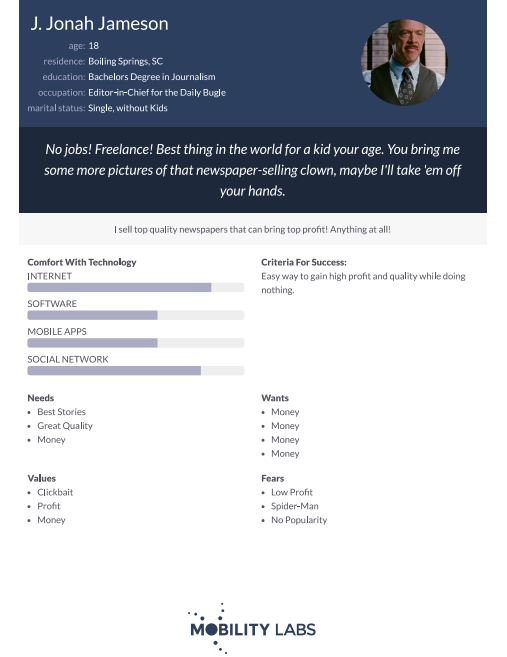 J. Jonah Jameson
age: 18
residence: Boiling Springs, SC
education: Bachelors Degree in Journalism
occupation: Editor-in-Chief for the Daily Bugle
marital status: Single, without Kids
No jobs! Freelance! Best thing in the world for a kid your age. You bring me
some more pictures of that newspaper-selling clown, maybe I'll take 'em off
your hands.
I sell top quality newspapers that can bring top profit! Anything at all!
Comfort With Technology
INTERNET
SOFTWARE
MOBILE APPS
SOCIAL NETWORK
Criteria For Success:
Easy way to gain high profit and quality while doing
nothing.
Needs
• Best Stories
• Great Quality
• Money
Wants
• Money
• Money
• Money
• Money
Values
• Clickbait
• Profit
• Money
Fears
• Low Profit
• Spider-Man
• No Popularity
MOBILITY LABS